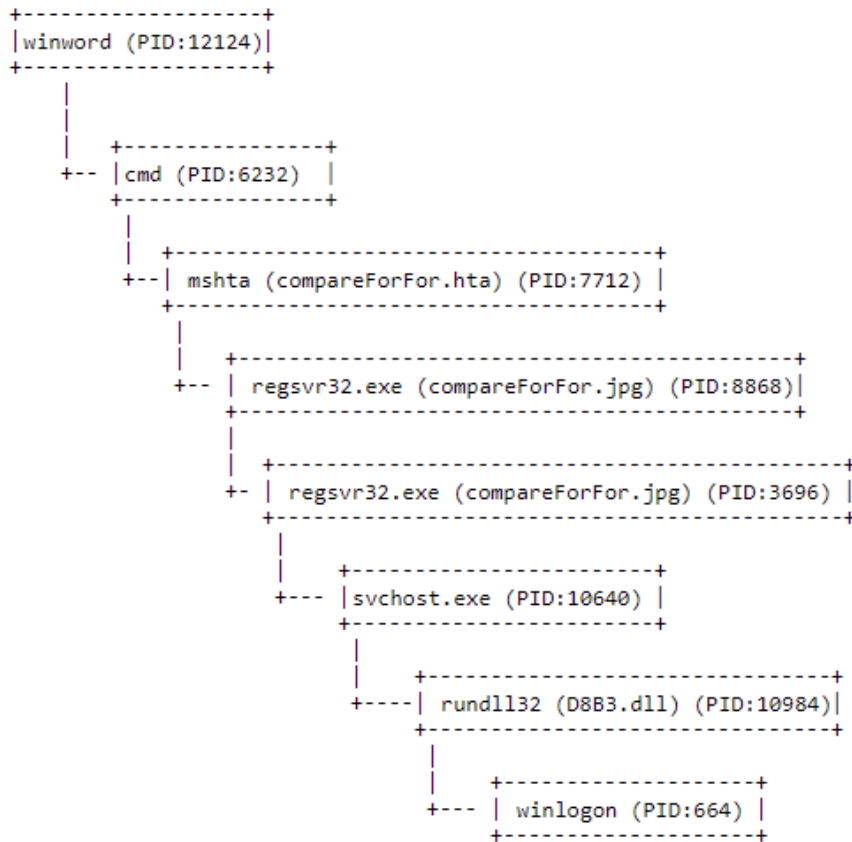 winword (PID:12124)
cmd (PID:6232)
mshta (compareForFor.hta) (PID:7712)
regsvr32.exe (compareForFor.jpg) (PID:8868)
regsvr32.exe (compareForFor.jpg) (PID:3696)
svchost.exe (PID:10640)
rundll32 (D8B3.dll) (PID:10984)
winlogon (PID:664)